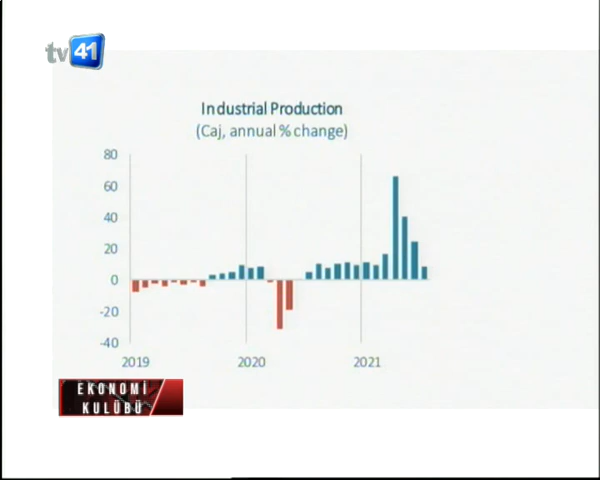 tv41
Industrial Production
(Caj, annual % change)
80
60
40
20
0
-20
-40
2019
2020
2021
EKONOMİ
KULÜBÜ